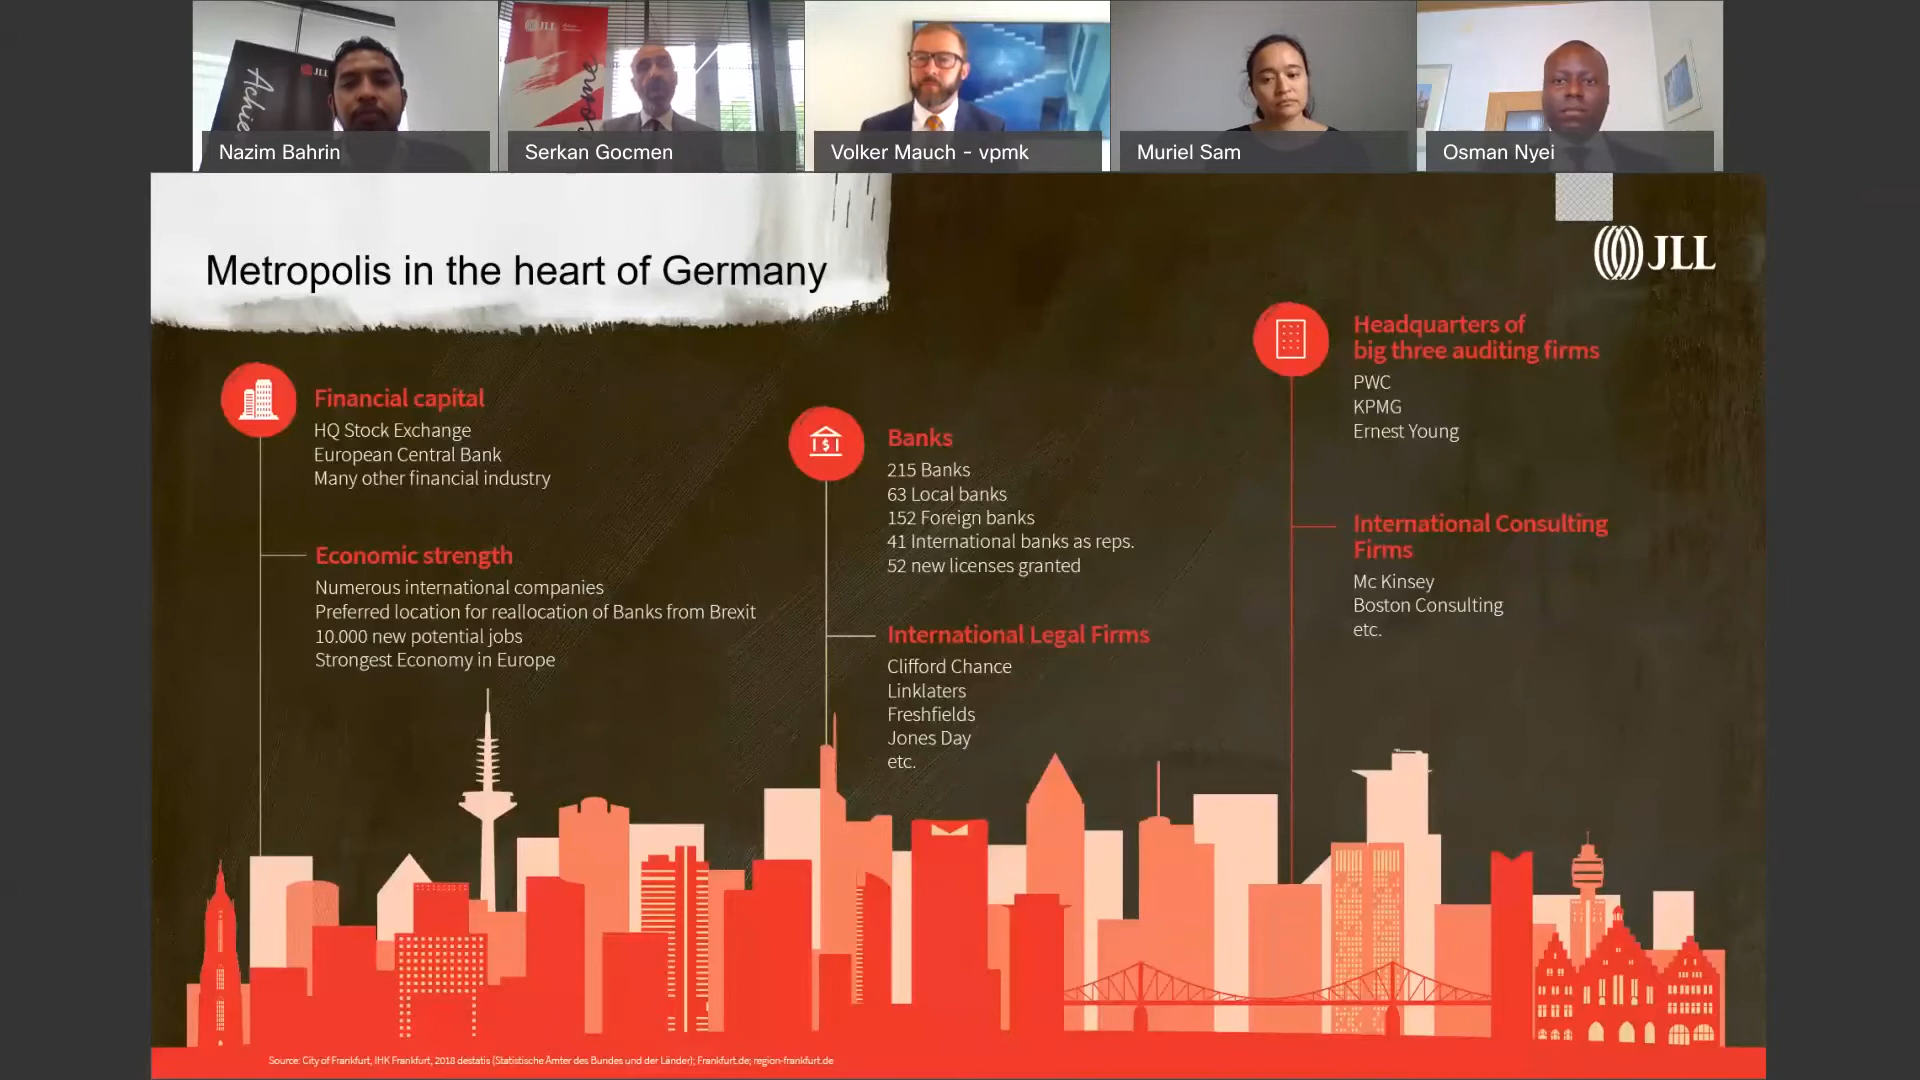 JLL
Achie
JLL
some
Nazim Bahrin
Serkan Gocmen
Volker Mauch - vpmk
Muriel Sam
Osman Nyei
Metropolis in the heart of Germany
JLL
Financial capital
HQ Stock Exchange
European Central Bank
Many other financial industry
Economic strength
Numerous international companies
Preferred location for reallocation of Banks from Brexit
10.000 new potential jobs
Strongest Economy in Europe
Banks
215 Banks
63 Local banks
152 Foreign banks
41 International banks as reps.
52 new licenses granted
International Legal Firms
Clifford Chance
Linklaters
Freshfields
Jones Day
etc.
Headquarters of
big three auditing firms
PWC
KPMG
Ernest Young
International Consulting
Firms
Mc Kinsey
Boston Consulting
etc.
Source: City of Frankfurt, IHK Frankfurt, 2018 destatis (Statistische Ämter des Bundes und der Länder); Frankfurt.de; region-frankfurt.de